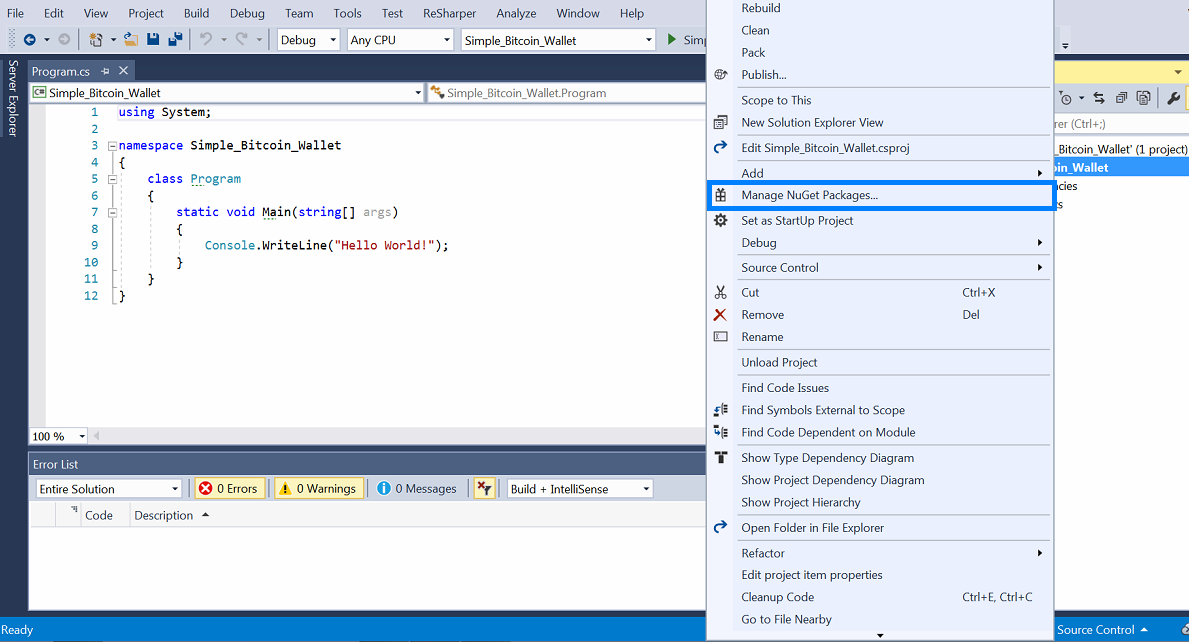 File Edit View Project Build Debug Team Tools Test ReSharper Analyze Window Help
Debug Any CPU Simple_Bitcoin_Wallet
Server Explorer
Program.cs
Simple_Bitcoin_Wallet Simple_Bitcoin_Wallet.Program
1 using System;
2
3 namespace Simple_Bitcoin_Wallet
4 {
5 class Program
6 {
7 static void Main(string[] args)
8 {
9 Console.WriteLine("Hello World!");
10 }
11 }
12 }
100 %
Error List
Entire Solution 0 Errors 0 Warnings 0 Messages Build + IntelliSense
Code Description
Ready
Rebuild
Clean
Pack
Publish...
Scope to This
New Solution Explorer View
Edit Simple_Bitcoin_Wallet.csproj
Add
Manage NuGet Packages...
Set as StartUp Project
Debug
Source Control
Cut Ctrl+X
Remove Del
Rename
Unload Project
Find Code Issues
Find Symbols External to Scope
Find Code Dependent on Module
Show Type Dependency Diagram
Show Project Dependency Diagram
Show Project Hierarchy
Open Folder in File Explorer
Refactor
Edit project item properties
Cleanup Code Ctrl+E, Ctrl+C
Go to File Nearby
(Ctrl+;)
_Bitcoin_Wallet' (1 project)
in_Wallet
Source Control